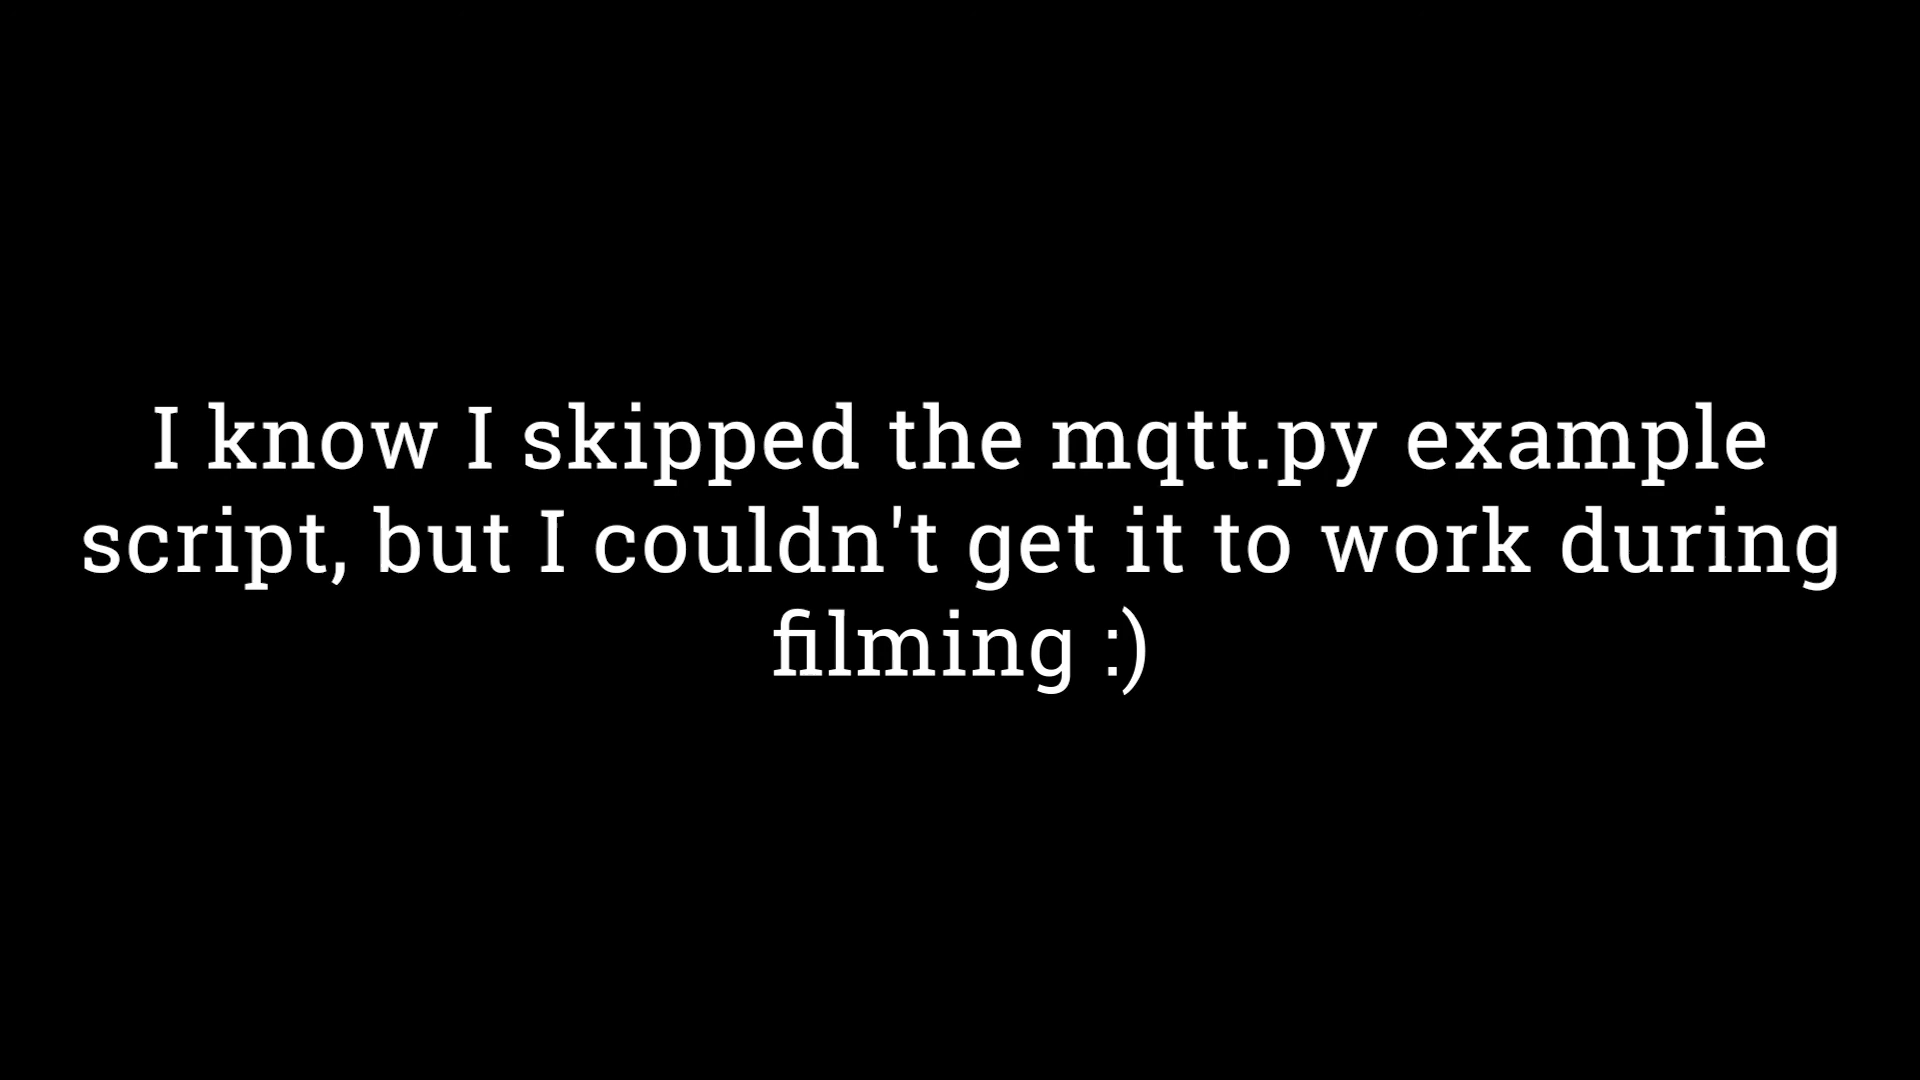 I know I skipped the mqtt.py example
script, but I couldn't get it to work during
filming :)